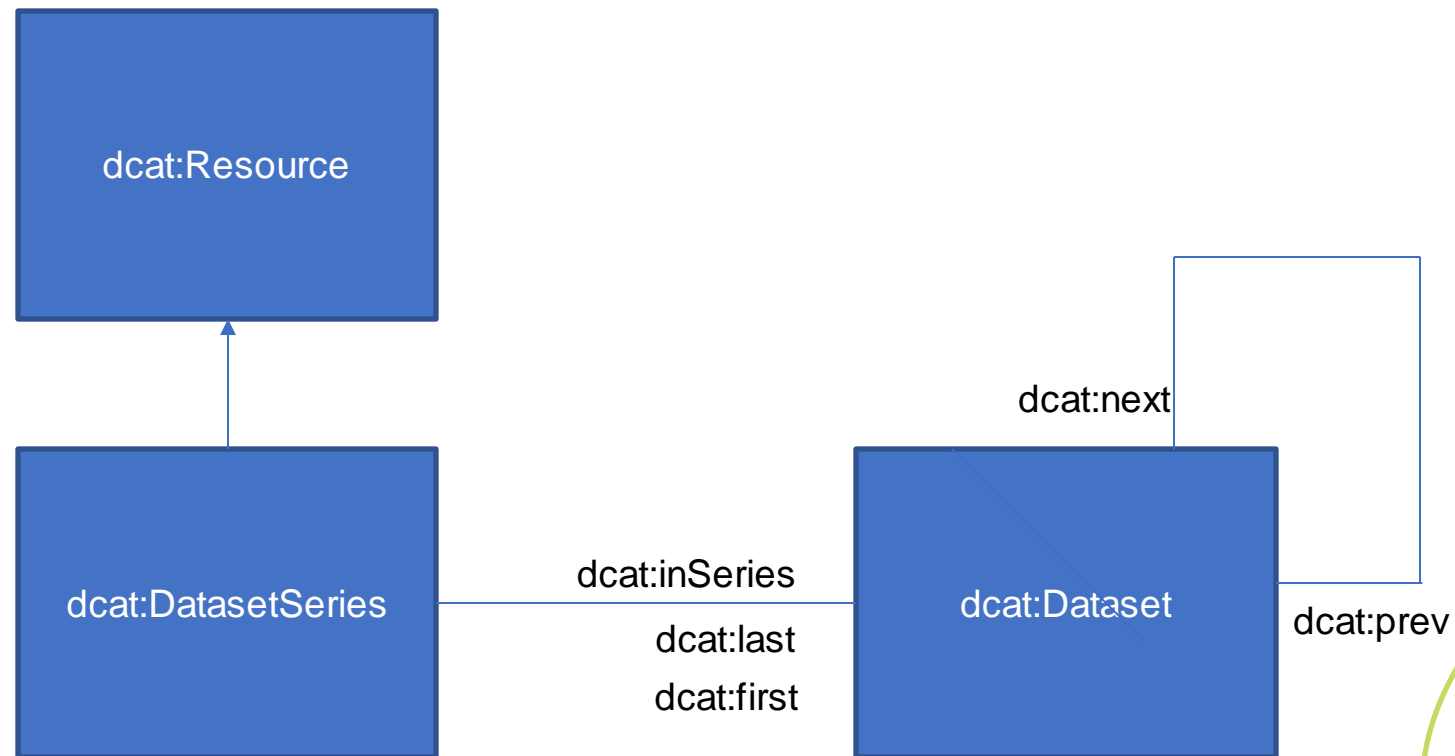 dcat:Resource
dcat:next
dcat:DatasetSeries
dcat:inSeries
dcat:last
dcat:first
dcat:Dataset
dcat:prev